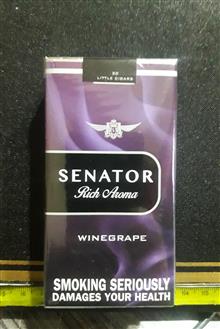 20
LITTLE CIGARS
SENATOR
Rich Aroma
WINEGRAPE
SMOKING SERIOUSLY
DAMAGES YOUR HEALTH